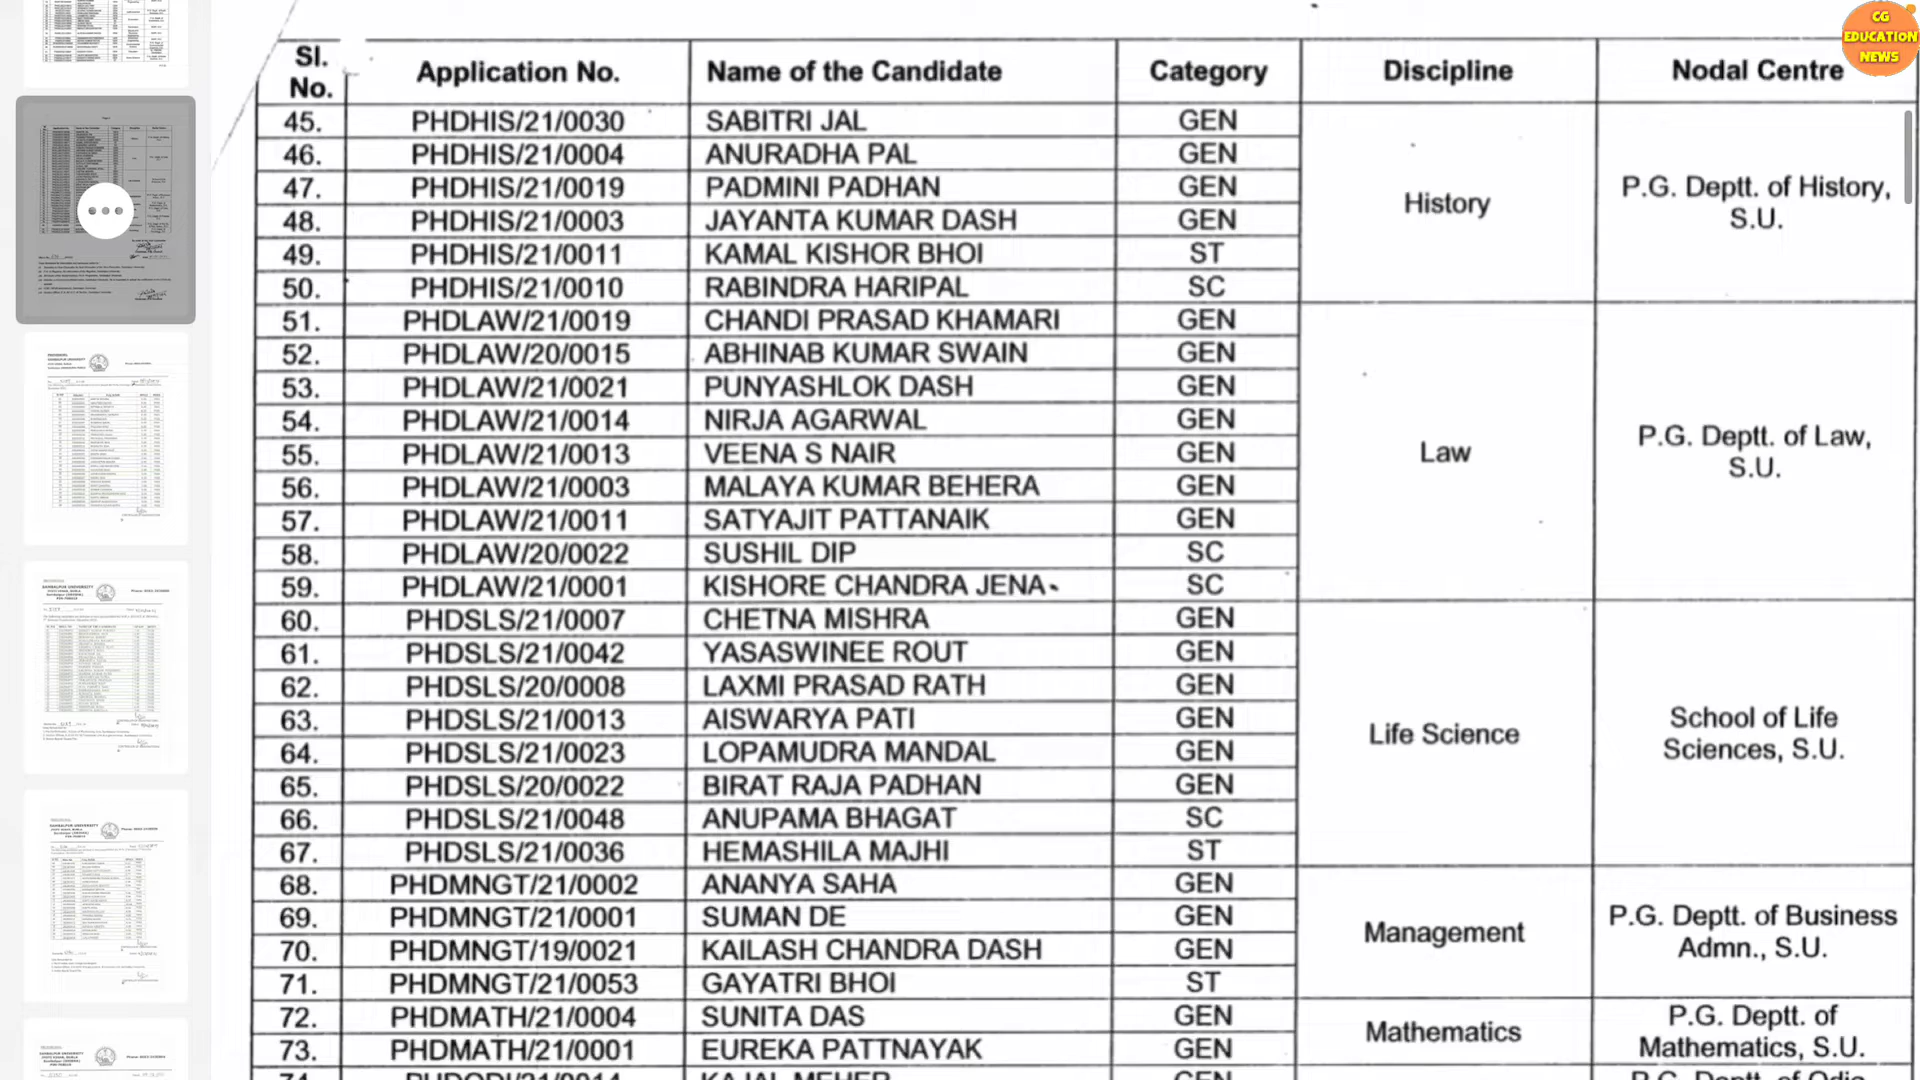 CG
EDUCATION
NEWS
Sl. No. Application No. Name of the Candidate Category Discipline Nodal Centre
45. PHDHIS/21/0030 SABITRI JAL GEN
46. PHDHIS/21/0004 ANURADHA PAL GEN
47. PHDHIS/21/0019 PADMINI PADHAN GEN
48. PHDHIS/21/0003 JAYANTA KUMAR DASH GEN
49. PHDHIS/21/0011 KAMAL KISHOR BHOI ST
50. PHDHIS/21/0010 RABINDRA HARIPAL SC
History
P.G. Deptt. of History,
S.U.
51. PHDLAW/21/0019 CHANDI PRASAD KHAMARI GEN
52. PHDLAW/20/0015 ABHINAB KUMAR SWAIN GEN
53. PHDLAW/21/0021 PUNYASHLOK DASH GEN
54. PHDLAW/21/0014 NIRJA AGARWAL GEN
55. PHDLAW/21/0013 VEENA S NAIR GEN
56. PHDLAW/21/0003 MALAYA KUMAR BEHERA GEN
57. PHDLAW/21/0011 SATYAJIT PATTANAIK GEN
58. PHDLAW/20/0022 SUSHIL DIP SC
59. PHDLAW/21/0001 KISHORE CHANDRA JENA SC
Law
P.G. Deptt. of Law,
S.U.
60. PHDSLS/21/0007 CHETNA MISHRA GEN
61. PHDSLS/21/0042 YASASWINEE ROUT GEN
62. PHDSLS/20/0008 LAXMI PRASAD RATH GEN
63. PHDSLS/21/0013 AISWARYA PATI GEN
64. PHDSLS/21/0023 LOPAMUDRA MANDAL GEN
65. PHDSLS/20/0022 BIRAT RAJA PADHAN GEN
66. PHDSLS/21/0048 ANUPAMA BHAGAT SC
67. PHDSLS/21/0036 HEMASHILA MAJHI ST
Life Science
School of Life
Sciences, S.U.
68. PHDMNGT/21/0002 ANANYA SAHA GEN
69. PHDMNGT/21/0001 SUMAN DE GEN
70. PHDMNGT/19/0021 KAILASH CHANDRA DASH GEN
71. PHDMNGT/21/0053 GAYATRI BHOI ST
Management
P.G. Deptt. of Business
Admn., S.U.
72. PHDMATH/21/0004 SUNITA DAS GEN
73. PHDMATH/21/0001 EUREKA PATTNAYAK GEN
Mathematics
P.G. Deptt. of
Mathematics, S.U.
74. PHDODI/21/0014 KAJAL MEHER GEN
P.G. Deptt. of Odia